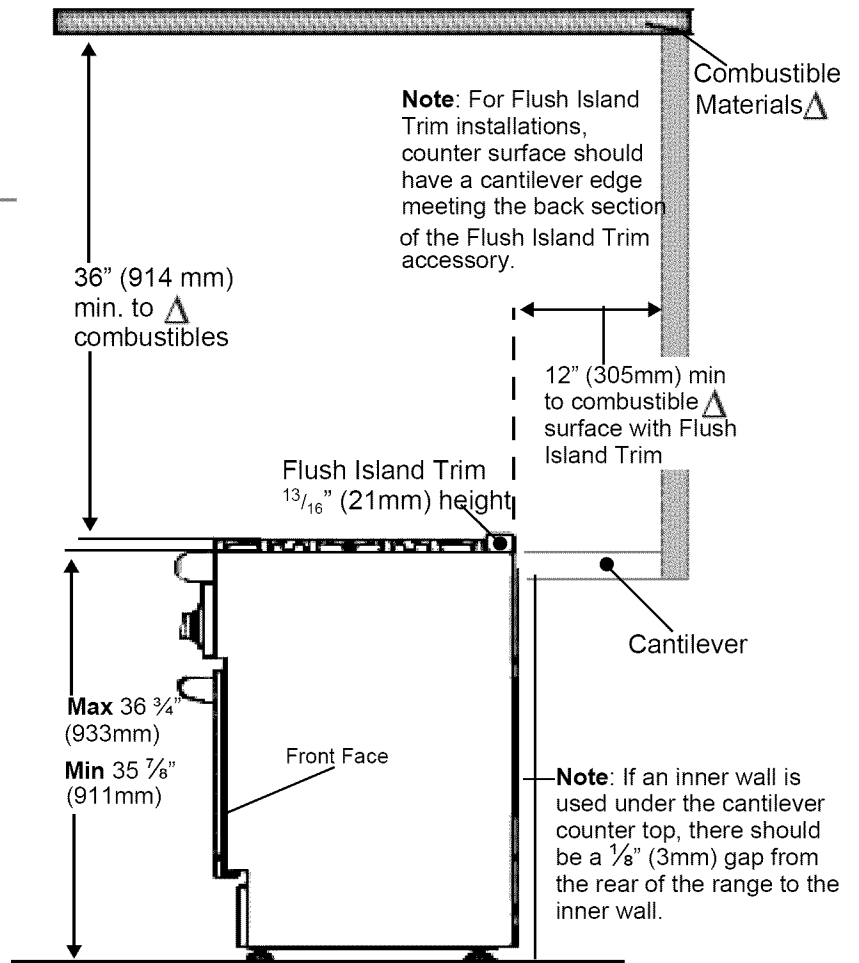 Combustible
Materials△
Note: For Flush Island
Trim installations,
counter surface should
have a cantilever edge
meeting the back section
of the Flush Island Trim
accessory.
36” (914 mm)
min. to △
combustibles
12” (305mm) min
to combustible △
surface with Flush
Island Trim
Flush Island Trim
13/16” (21mm) height
Cantilever
Max 36 ¾”
(933mm)
Min 35 ⅞”
(911mm)
Front Face
Note: If an inner wall is
used under the cantilever
counter top, there should
be a ⅛” (3mm) gap from
the rear of the range to the
inner wall.